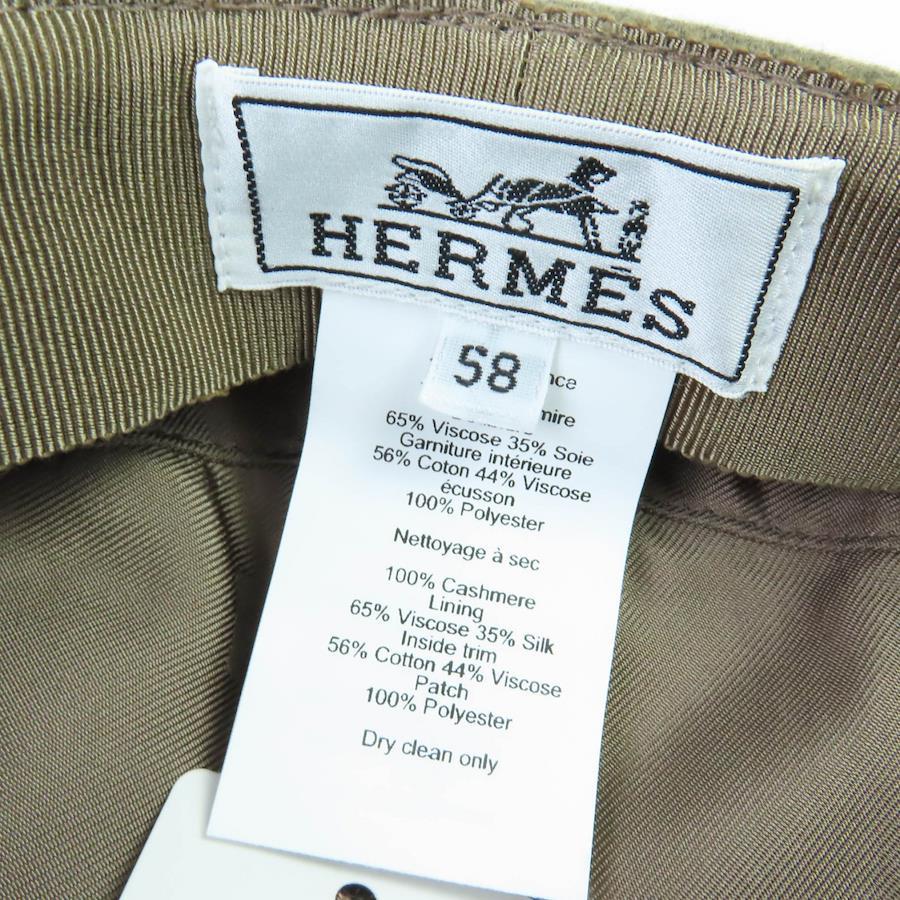 HERMÈS
58
65% Viscose 35% Soie
Garniture intérieure
56% Coton 44% Viscose
écusson
100% Polyester
Nettoyage à sec
100% Cashmere
Lining
65% Viscose 35% Silk
Inside trim
56% Cotton 44% Viscose
Patch
100% Polyester
Dry clean only